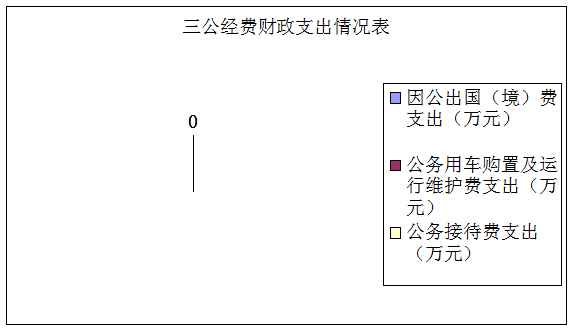 三公经费财政支出情况表
0
因公出国（境）费
支出（万元）
公务用车购置及运
行维护费支出（万
元）
公务接待费支出
（万元）